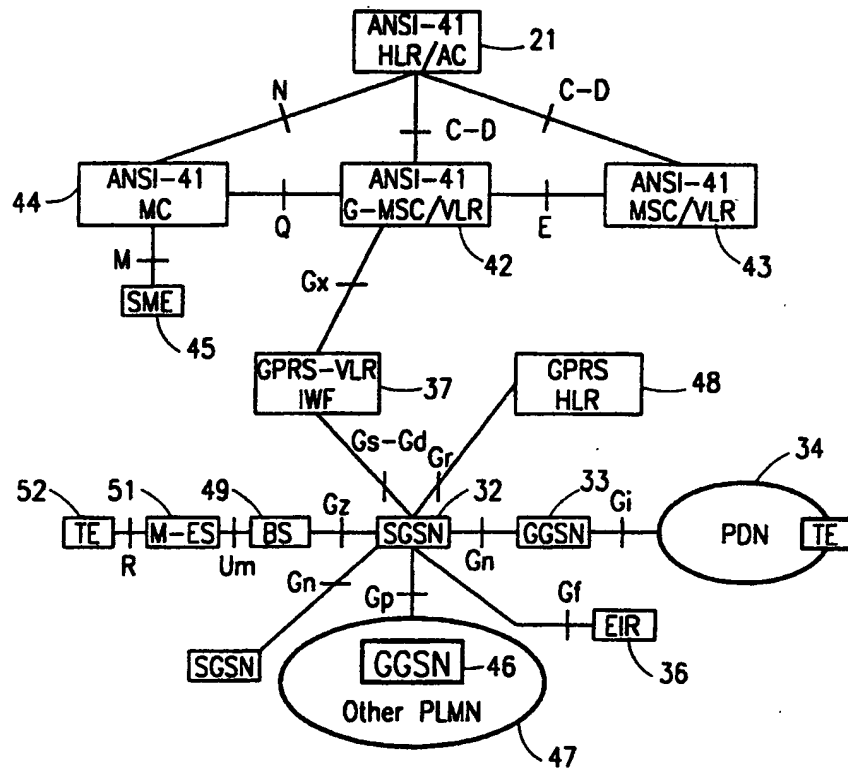 ANSI-41
HLR/AC
21
N
C-D
C-D
44
ANSI-41
MC
Q
ANSI-41
G-MSC/VLR
E
ANSI-41
MSC/VLR
42
43
M
SME
45
Gx
GPRS-VLR
IWF
37
GPRS
HLR
48
Gs-Gd
Gr
34
52
51
49
Gz
32
33
Gi
TE
R
M-ES
Um
BS
SGSN
Gn
GGSN
PDN
TE
Gn
Gp
Gf
EIR
36
SGSN
GGSN
46
Other PLMN
47